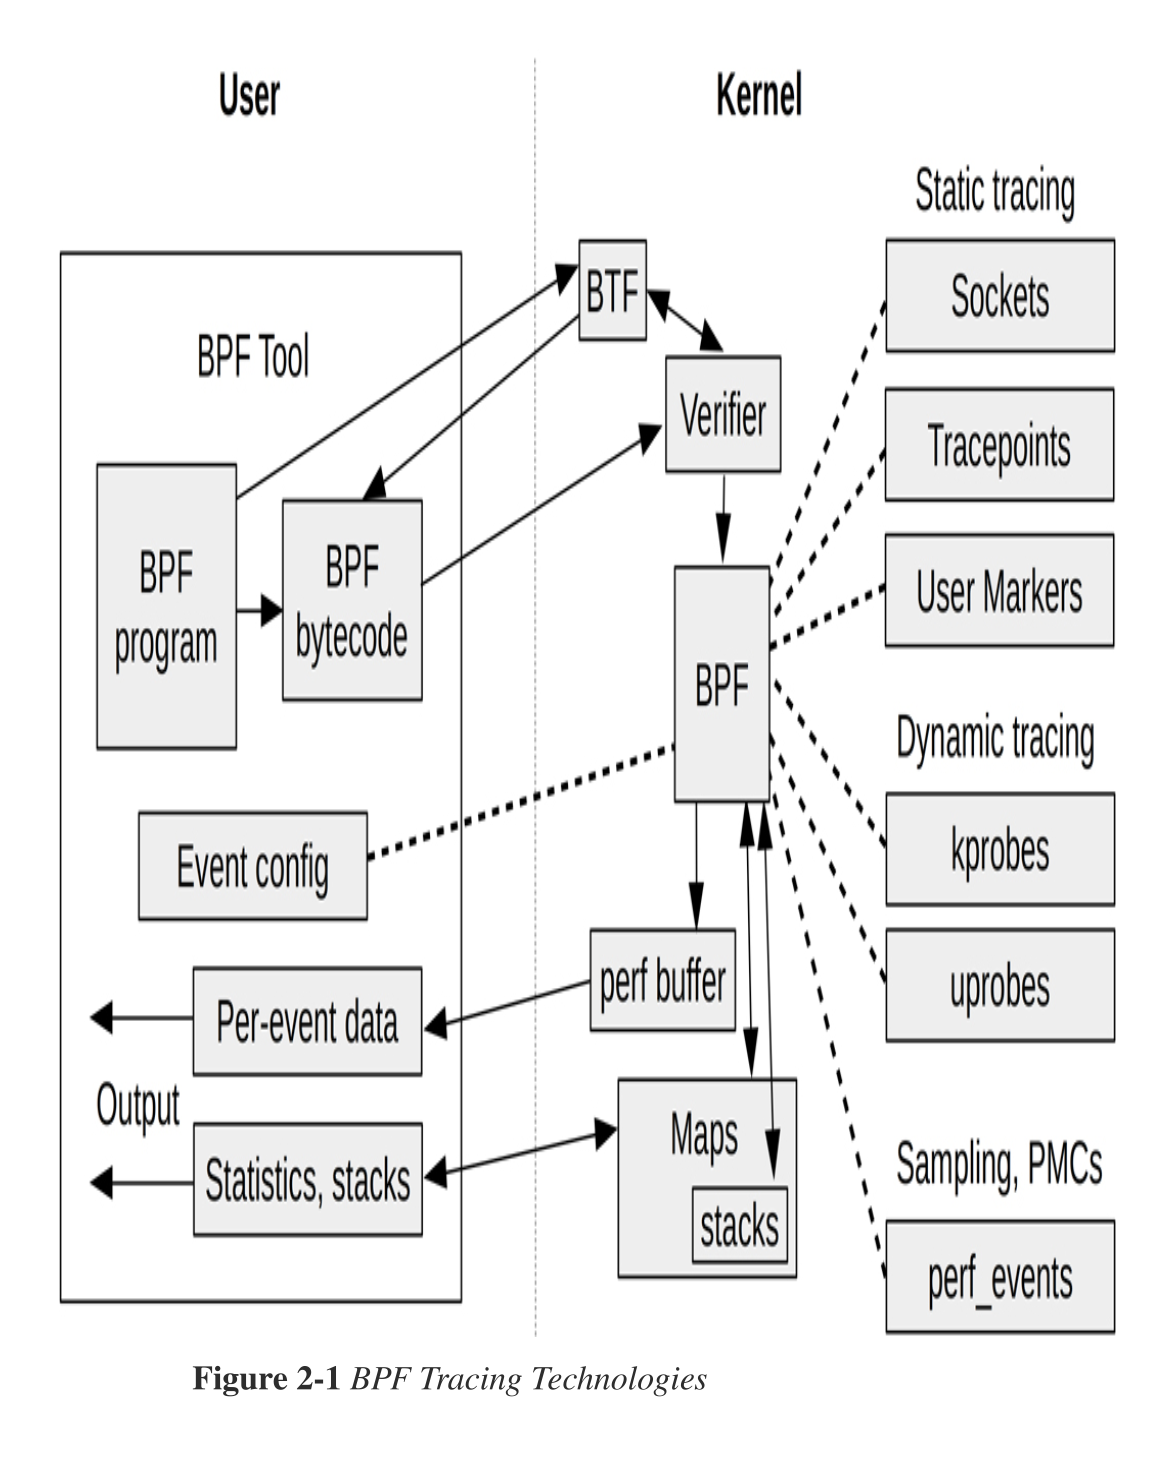 User
Kernel
Static tracing
BTF
Sockets
BPF Tool
Verifier
Tracepoints
BPF
program
BPF
bytecode
User Markers
BPF
Dynamic tracing
Event config
kprobes
perf buffer
uprobes
Per-event data
Output
Maps
Statistics, stacks
stacks
Sampling, PMCs
perf_events
Figure 2-1 BPF Tracing Technologies